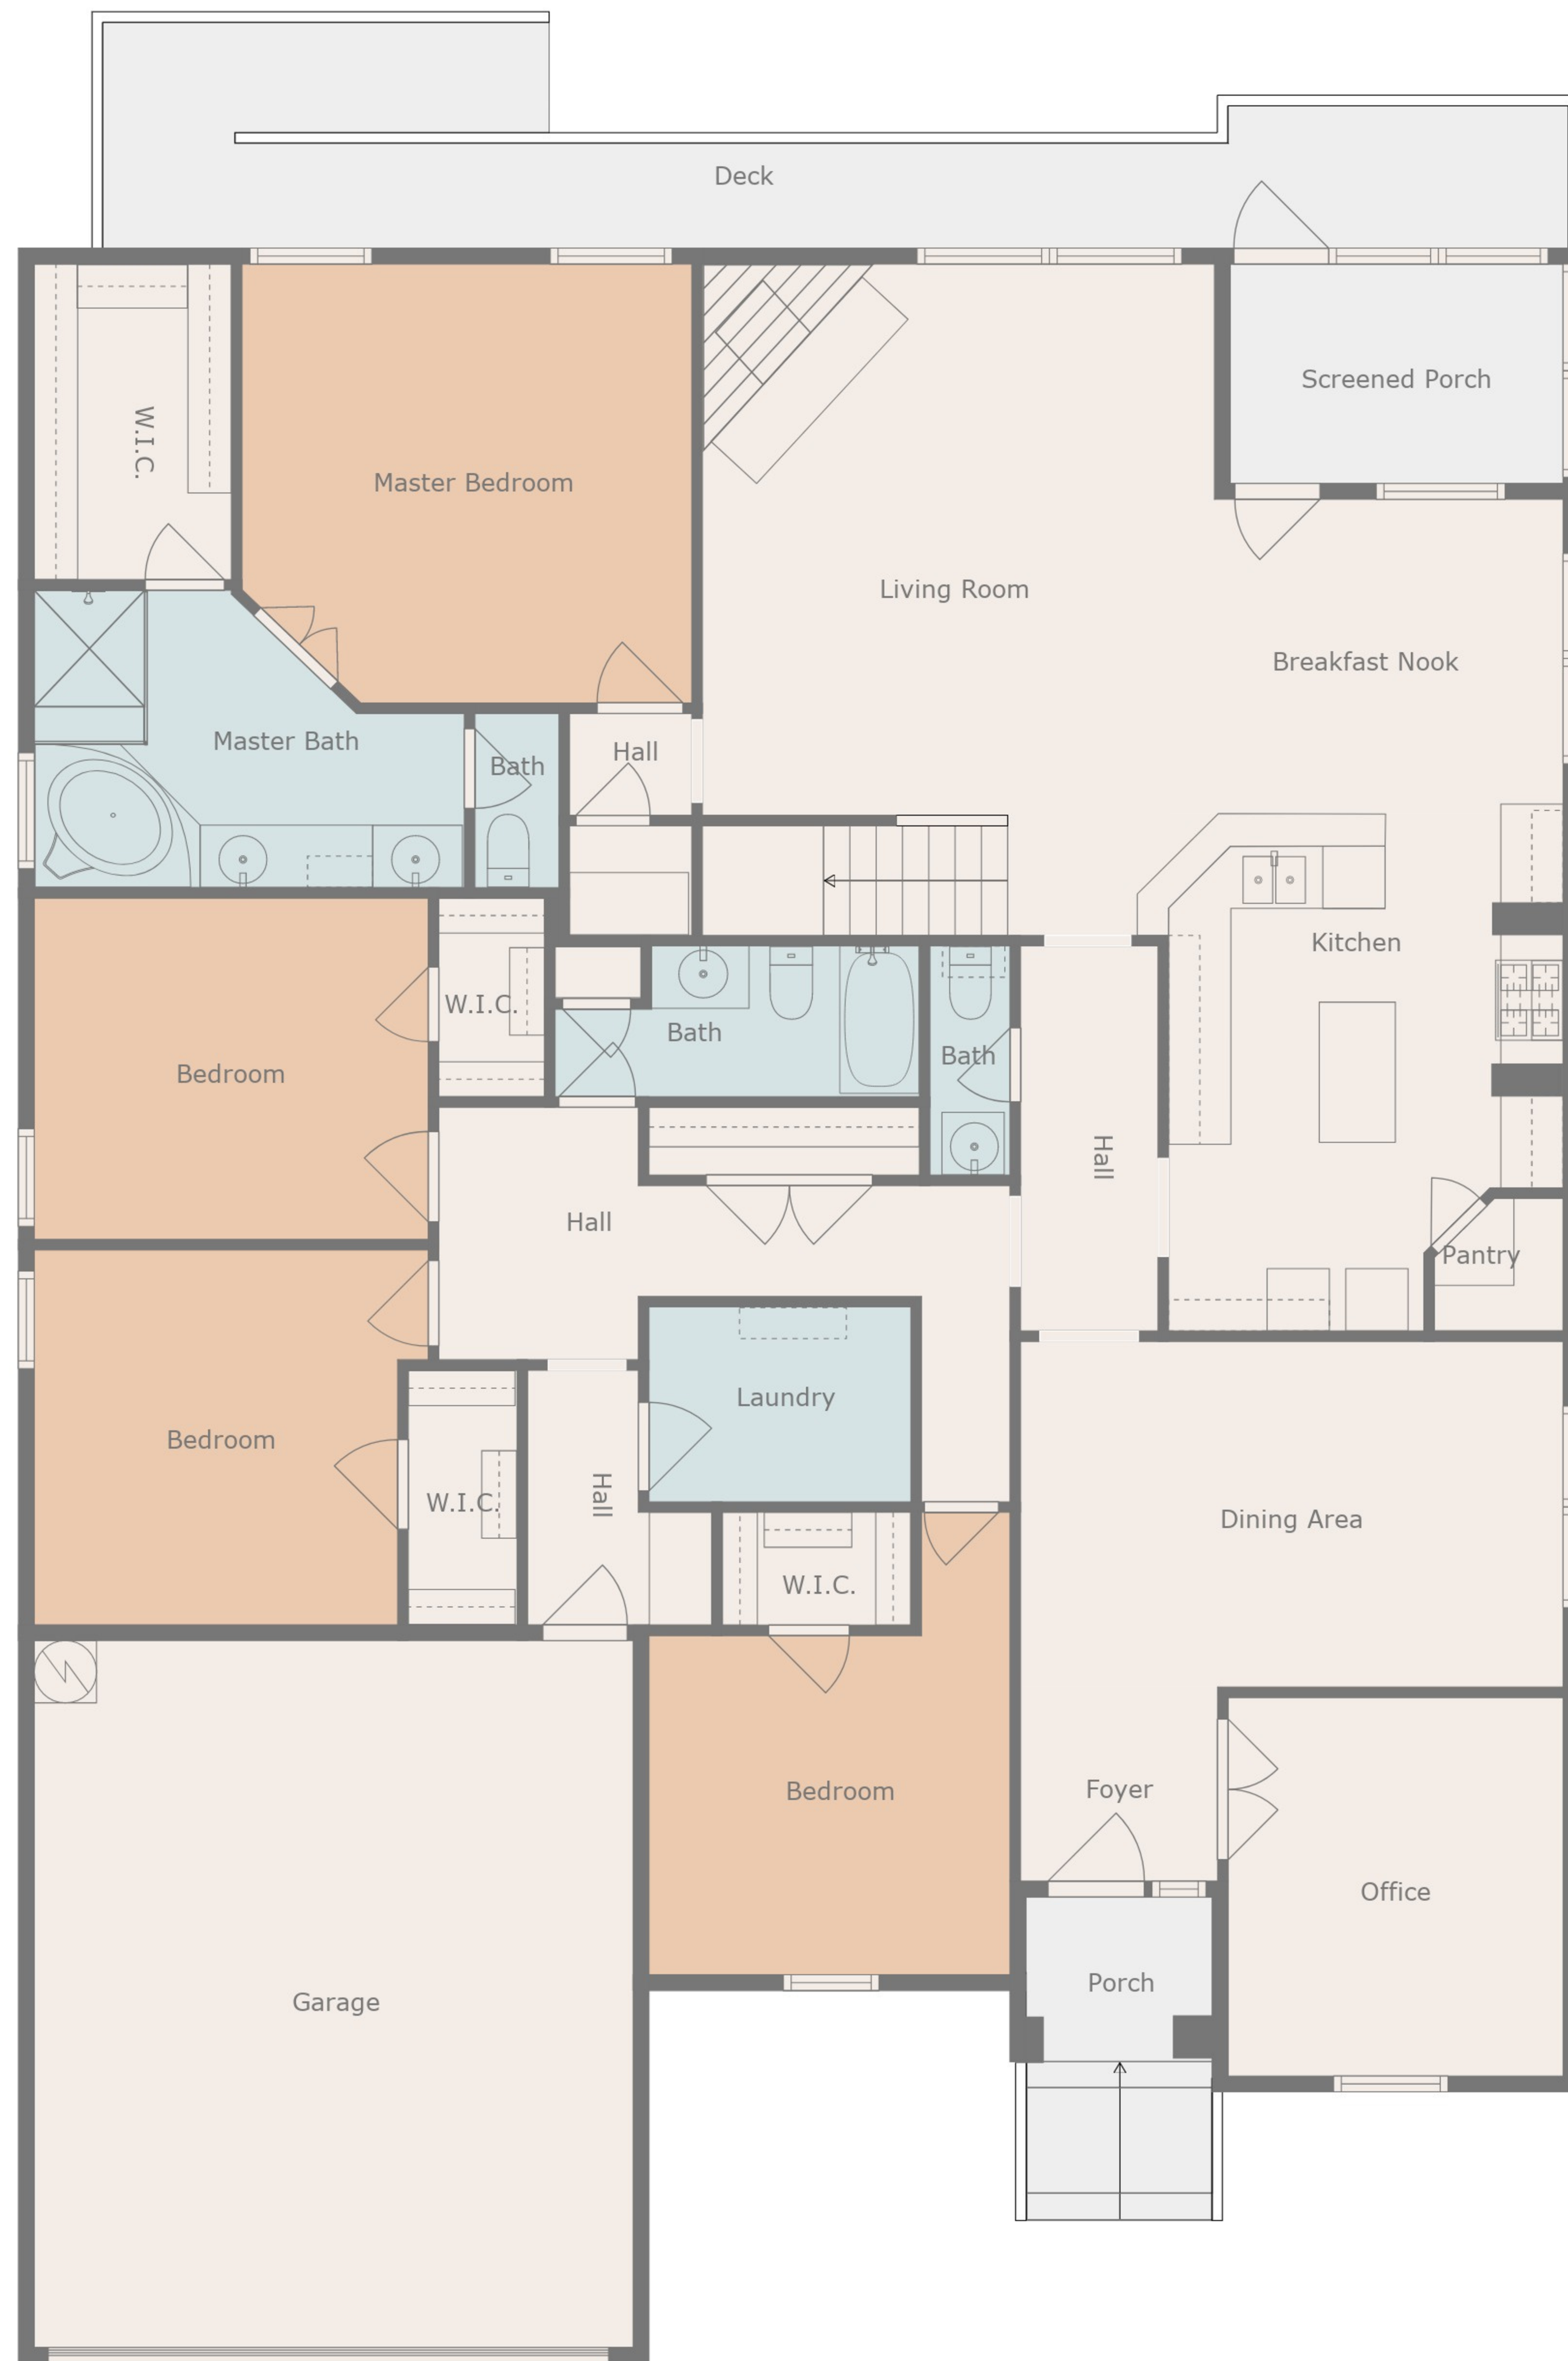 Deck
Screened Porch
W.I.C.
Master Bedroom
Living Room
Breakfast Nook
Master Bath
Bath
Hall
Kitchen
W.I.C.
Bath
Bath
Bedroom
Hall
Hall
Pantry
Laundry
Bedroom
W.I.C.
Hall
Dining Area
W.I.C.
Foyer
Bedroom
Office
Porch
Garage